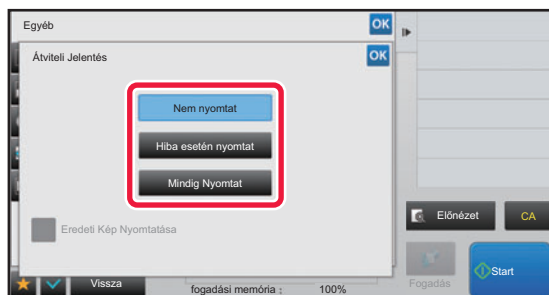 Egyéb
OK
Átviteli Jelentés
OK
Nem nyomtat
Hiba esetén nyomtat
Mindig Nyomtat
Eredeti Kép Nyomtatása
Előnézet
CA
Vissza
fogadási memória : 100%
Fogadás
Start